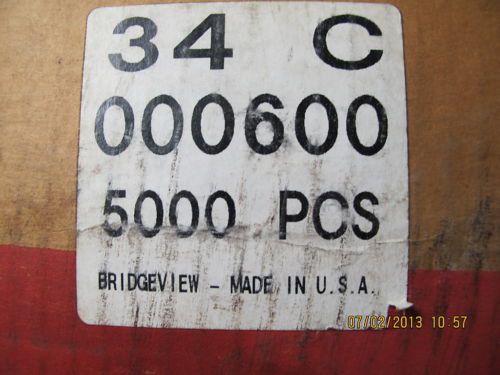 34 C
000600
5000 PCS
BRIDGEVIEW - MADE IN U.S.A.
07/02/2013 10:57